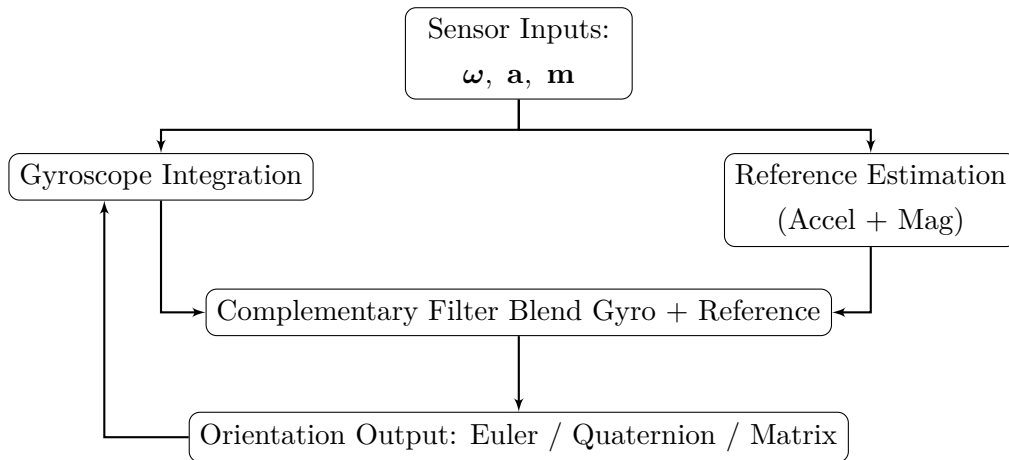 Sensor Inputs:
𝝎, 𝐚, 𝐦
Gyroscope Integration
Reference Estimation
(Accel + Mag)
Complementary Filter Blend Gyro + Reference
Orientation Output: Euler / Quaternion / Matrix